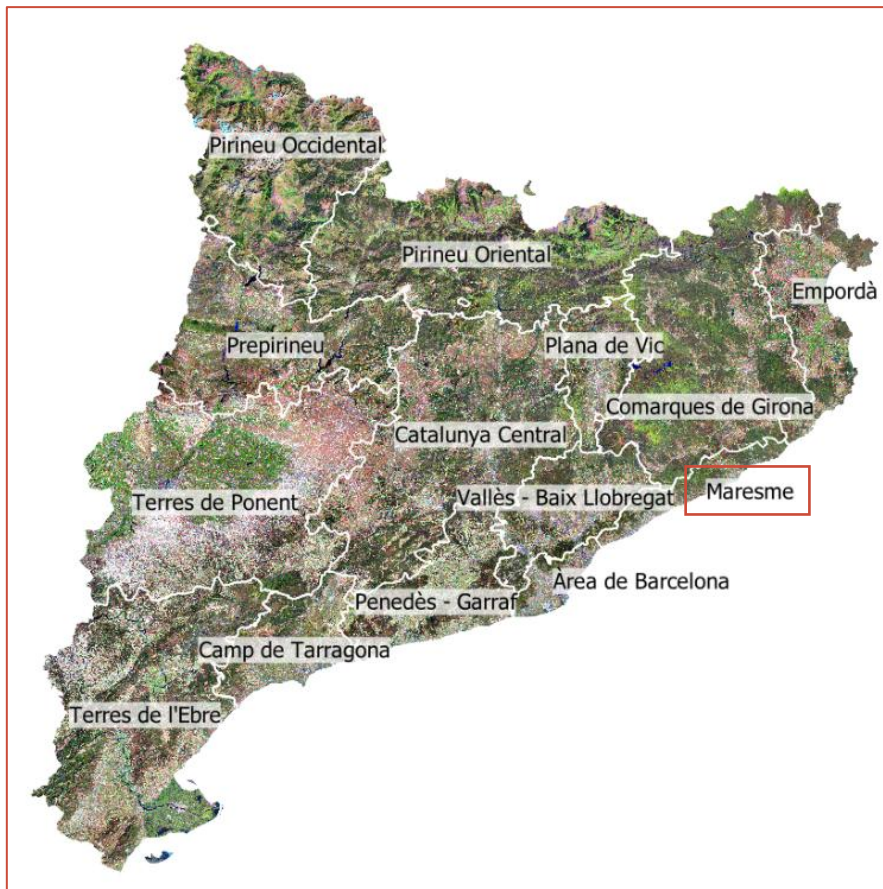 Pirineu Occidental
Pirineu Oriental
Empordà
Prepirineu
Plana de Vic
Comarques de Girona
Catalunya Central
Terres de Ponent
Vallès - Baix Llobregat
Maresme
Àrea de Barcelona
Penedès - Garraf
Camp de Tarragona
Terres de l'Ebre